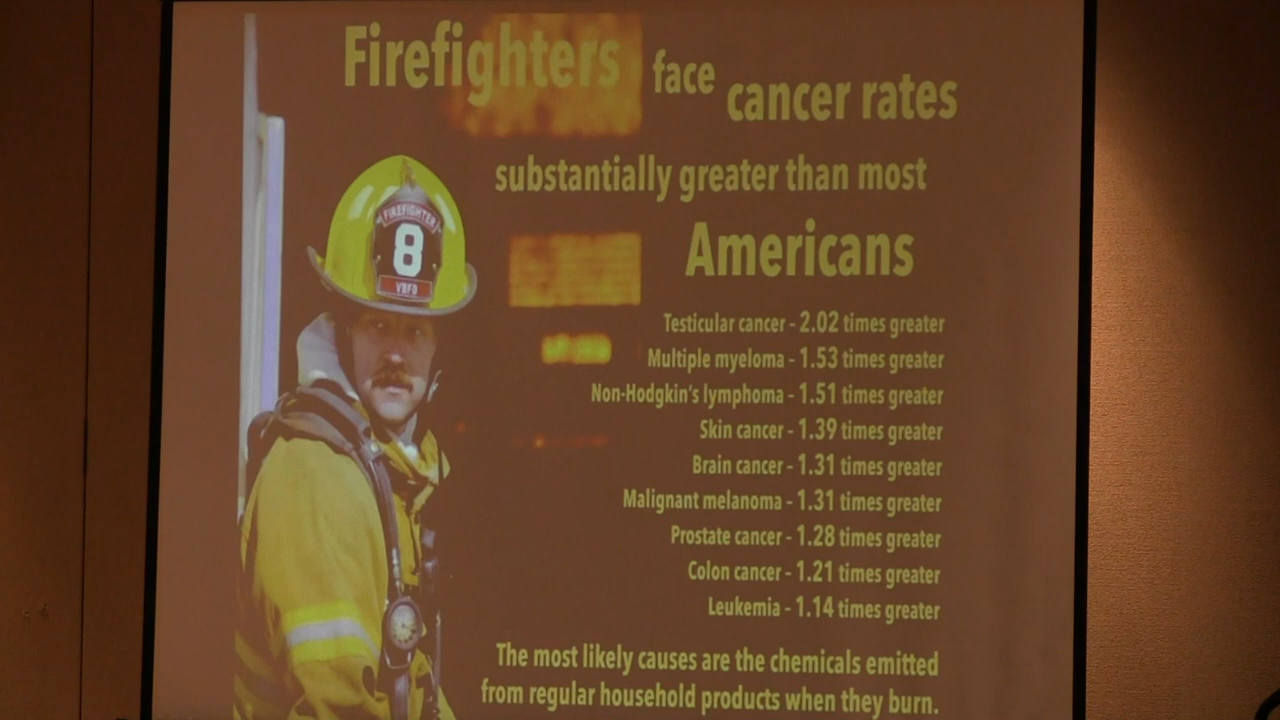 Firefighters face cancer rates
substantially greater than most
Americans
FIREFIGHTER
8
VBFD
Testicular cancer - 2.02 times greater
Multiple myeloma - 1.53 times greater
Non-Hodgkin's lymphoma - 1.51 times greater
Skin cancer - 1.39 times greater
Brain cancer - 1.31 times greater
Malignant melanoma - 1.31 times greater
Prostate cancer - 1.28 times greater
Colon cancer - 1.21 times greater
Leukemia - 1.14 times greater
The most likely causes are the chemicals emitted
from regular household products when they burn.